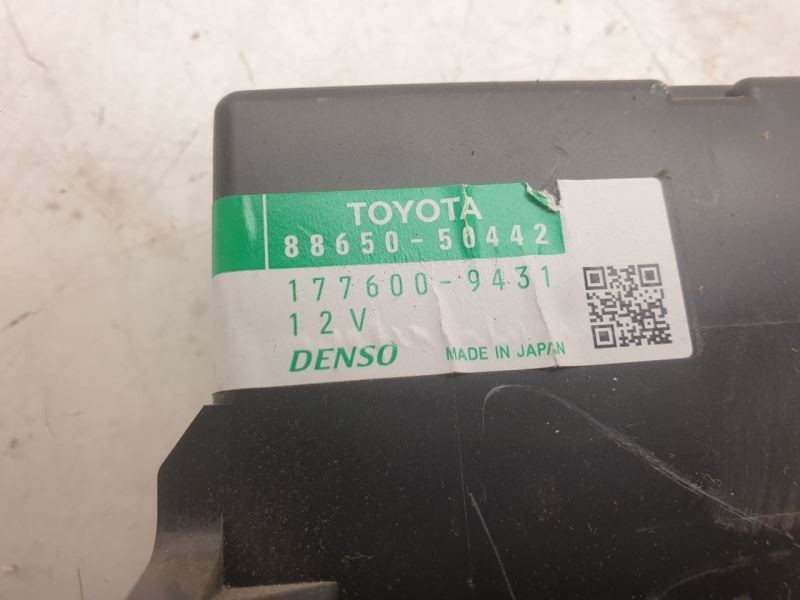 TOYOTA
88650-50442
177600-9431
12V
DENSO MADE IN JAPAN